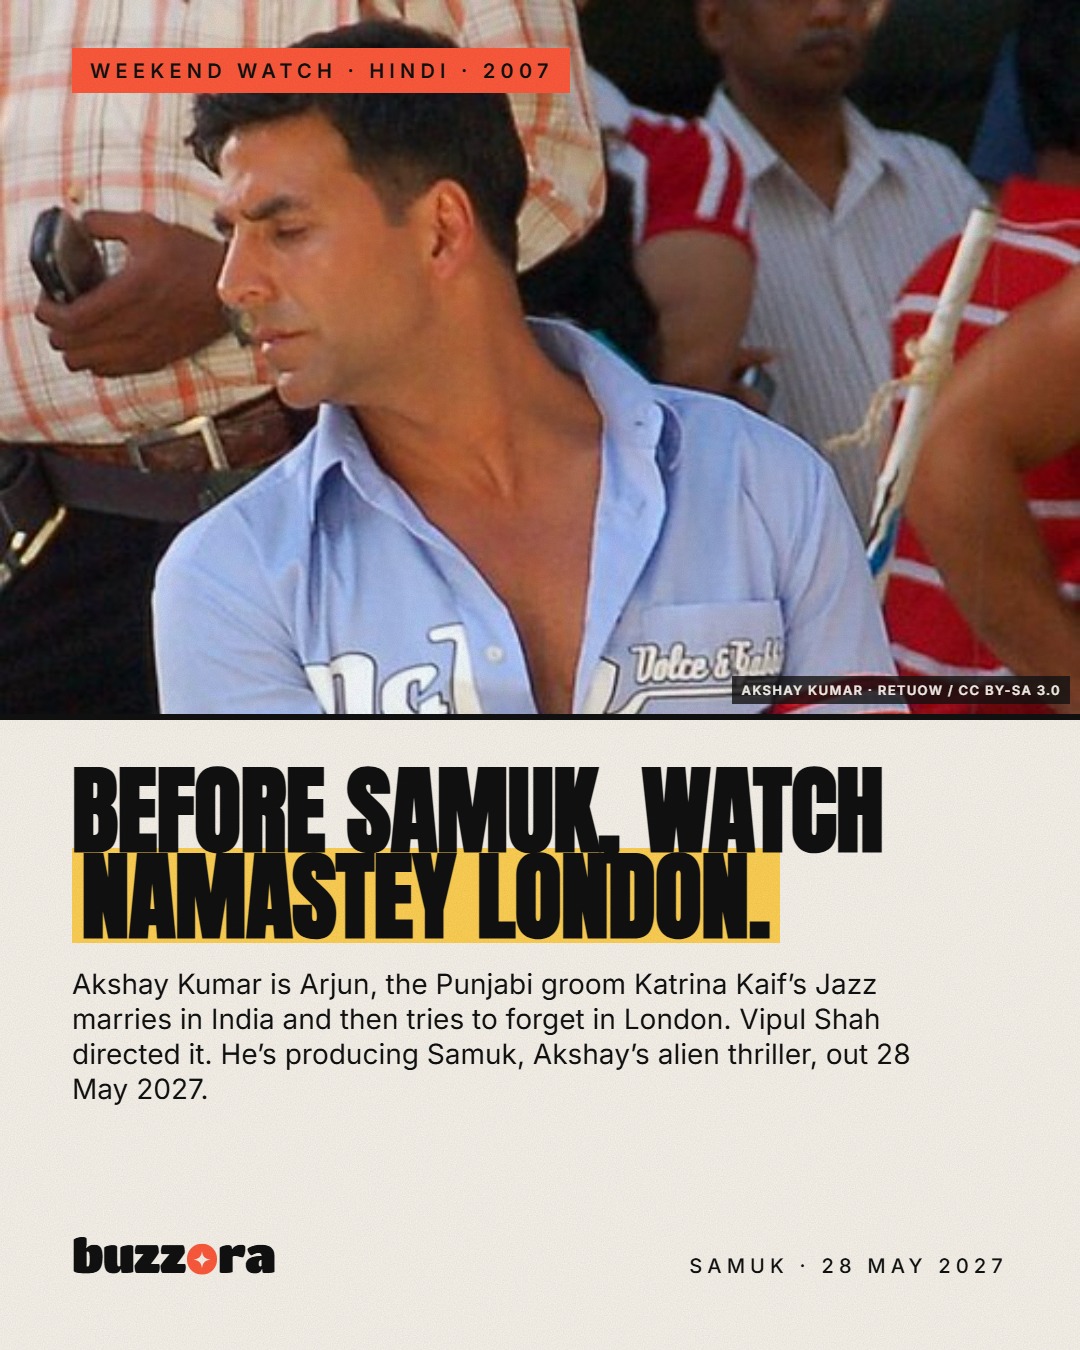 WEEKEND WATCH · HINDI · 2007
Dolce & Gabb
AKSHAY KUMAR · RETUOW / CC BY-SA 3.0
BEFORE SAMUK, WATCH
NAMASTEY LONDON.
Akshay Kumar is Arjun, the Punjabi groom Katrina Kaif’s Jazz
marries in India and then tries to forget in London. Vipul Shah
directed it. He’s producing Samuk, Akshay’s alien thriller, out 28
May 2027.
buzzora
SAMUK · 28 MAY 2027